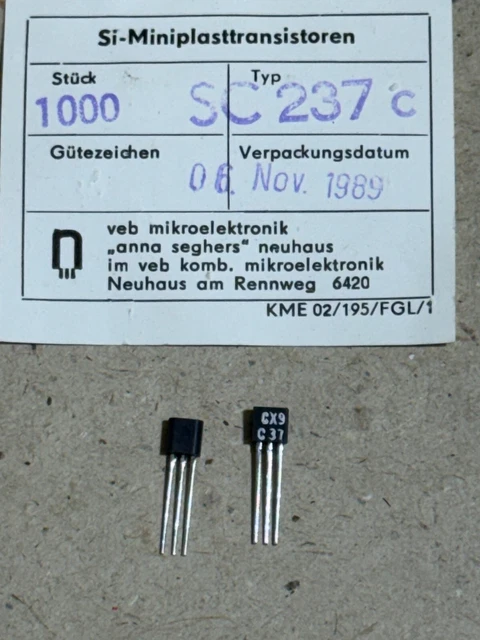 Si-Miniplasttransistoren
Stück
1000
Typ
SC 237 c
Gütezeichen
Verpackungsdatum
06. Nov. 1989
veb mikroelektronik
„anna seghers“ neuhaus
im veb komb. mikroelektronik
Neuhaus am Rennweg 6420
KME 02/195/FGL/1
CX9
C 37